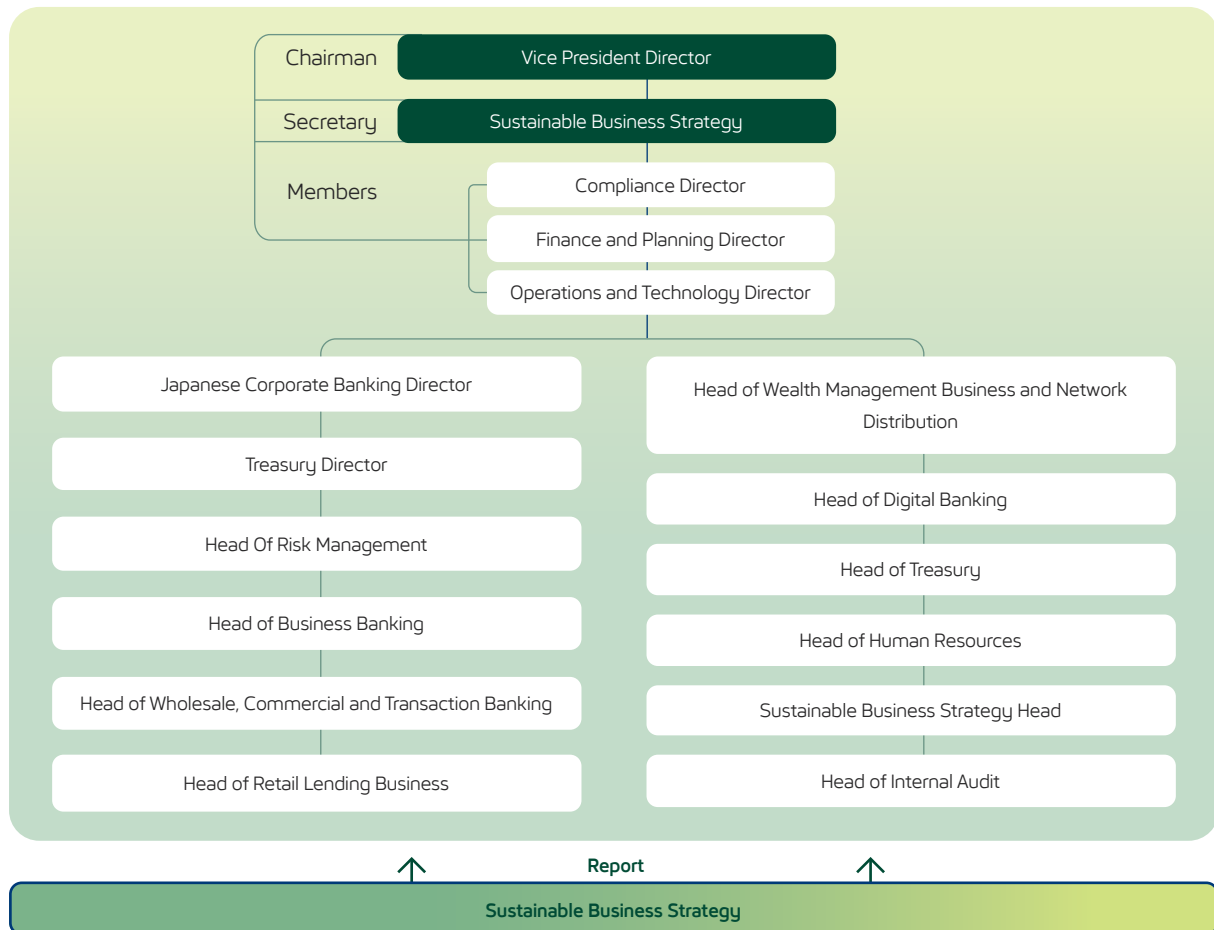 Chairman
Vice President Director
Secretary
Sustainable Business Strategy
Members
Compliance Director
Finance and Planning Director
Operations and Technology Director
Japanese Corporate Banking Director
Treasury Director
Head Of Risk Management
Head of Business Banking
Head of Wholesale, Commercial and Transaction Banking
Head of Retail Lending Business
Head of Wealth Management Business and Network
Distribution
Head of Digital Banking
Head of Treasury
Head of Human Resources
Sustainable Business Strategy Head
Head of Internal Audit
Report
Sustainable Business Strategy